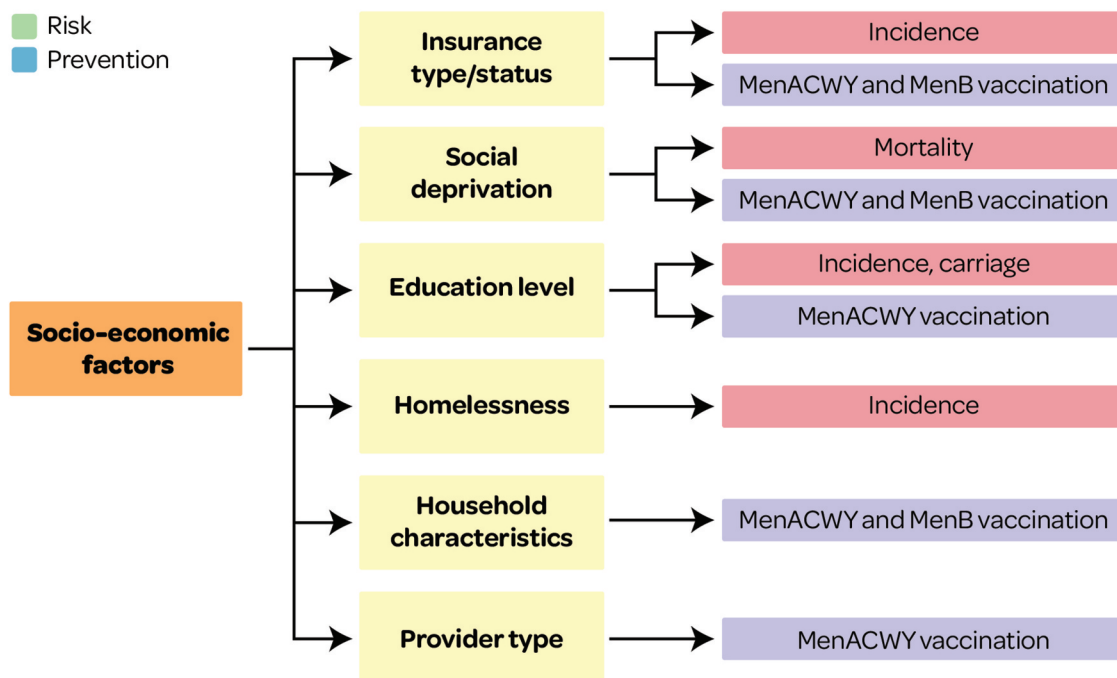 Risk
Prevention
Socio-economic
factors
Insurance
type/status
Incidence
MenACWY and MenB vaccination
Social
deprivation
Mortality
MenACWY and MenB vaccination
Education level
Incidence, carriage
MenACWY vaccination
Homelessness
Incidence
Household
characteristics
MenACWY and MenB vaccination
Provider type
MenACWY vaccination